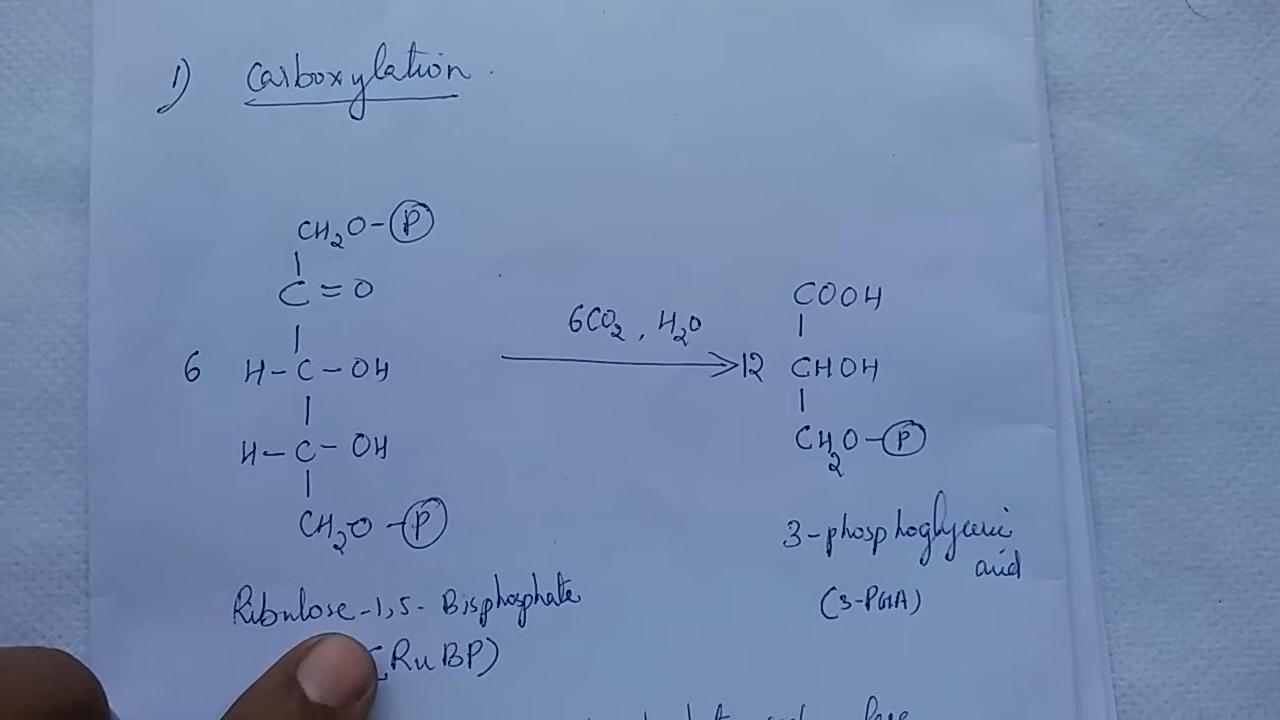 1) Carboxylation.
CH2O-P
C=O
6 H-C-OH
H-C-OH
CH2O-P
Ribulose-1,5-Bisphosphate
(RuBP)
6CO2, H2O
12
COOH
CHOH
CH2O-P
3-phosphoglyceric
acid
(3-PGA)